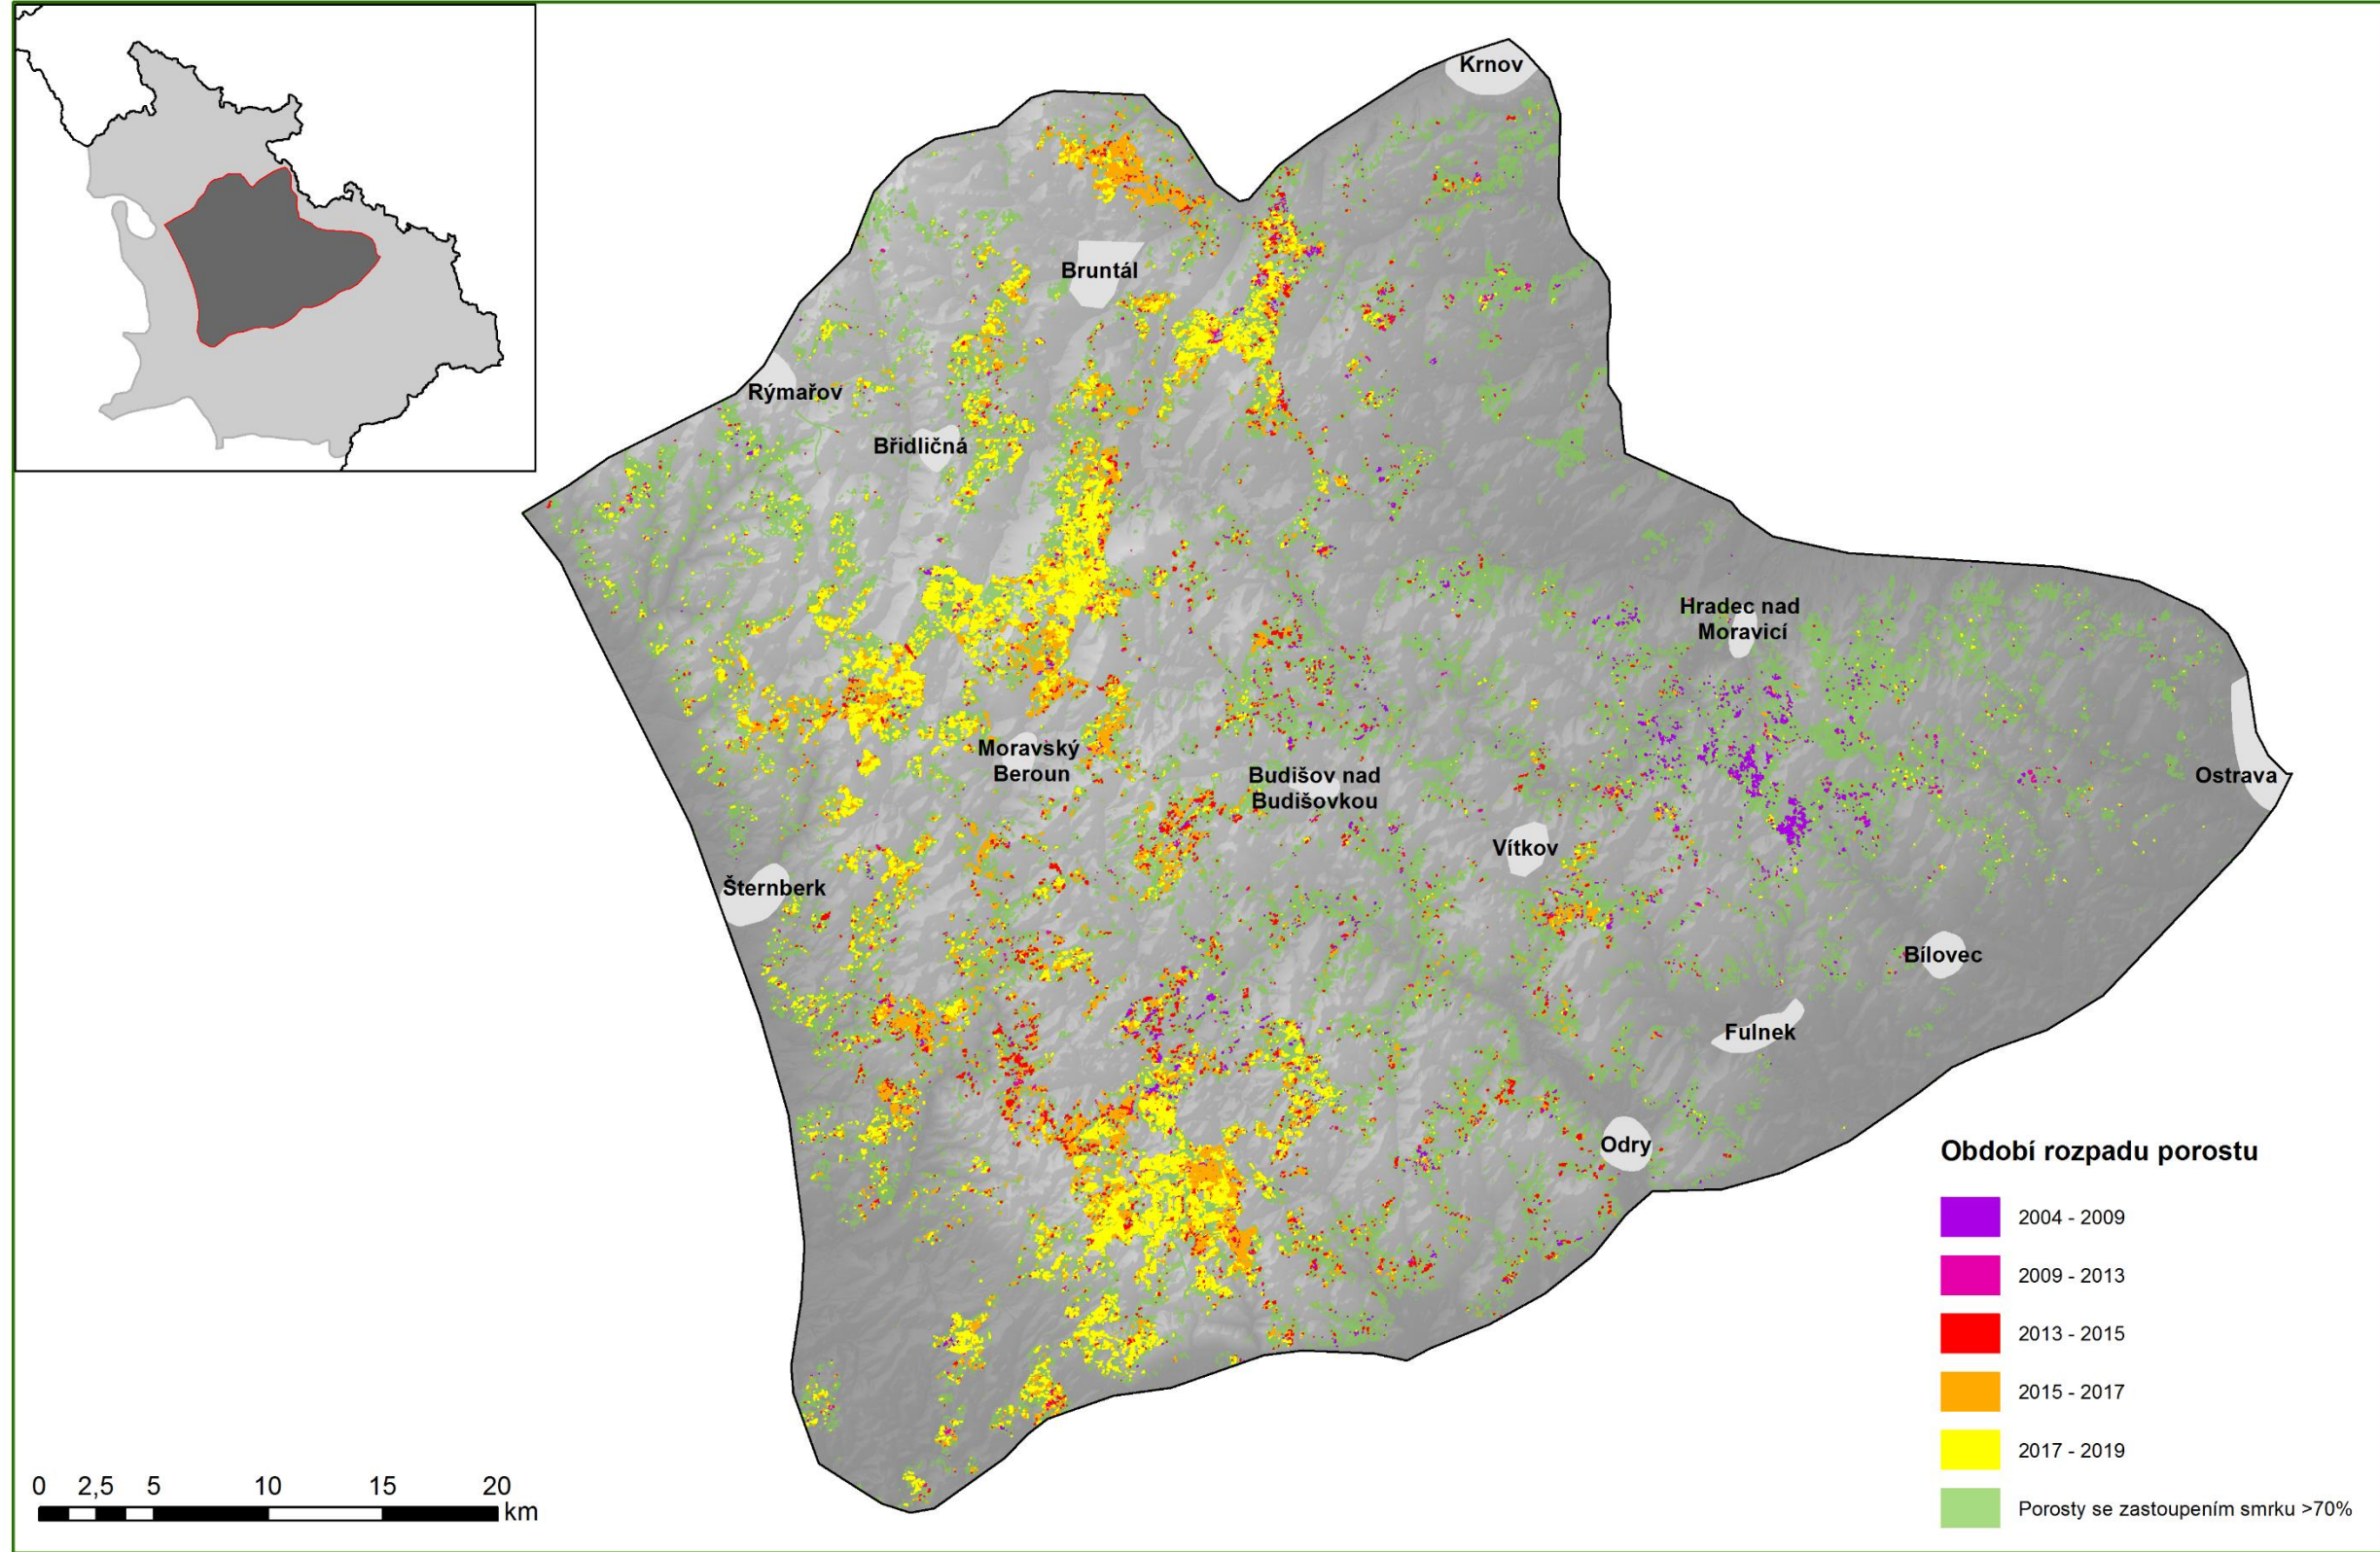 Krnov
Bruntál
Rýmařov
Břidličná
Hradec nad
Moravicí
Moravský
Beroun
Budišov nad
Budišovkou
Ostrava
Vítkov
Šternberk
Bílovec
Fulnek
Odry
Období rozpadu porostu
2004 - 2009
2009 - 2013
2013 - 2015
2015 - 2017
2017 - 2019
Porosty se zastoupením smrku >70%
0 2,5 5 10 15 20
km